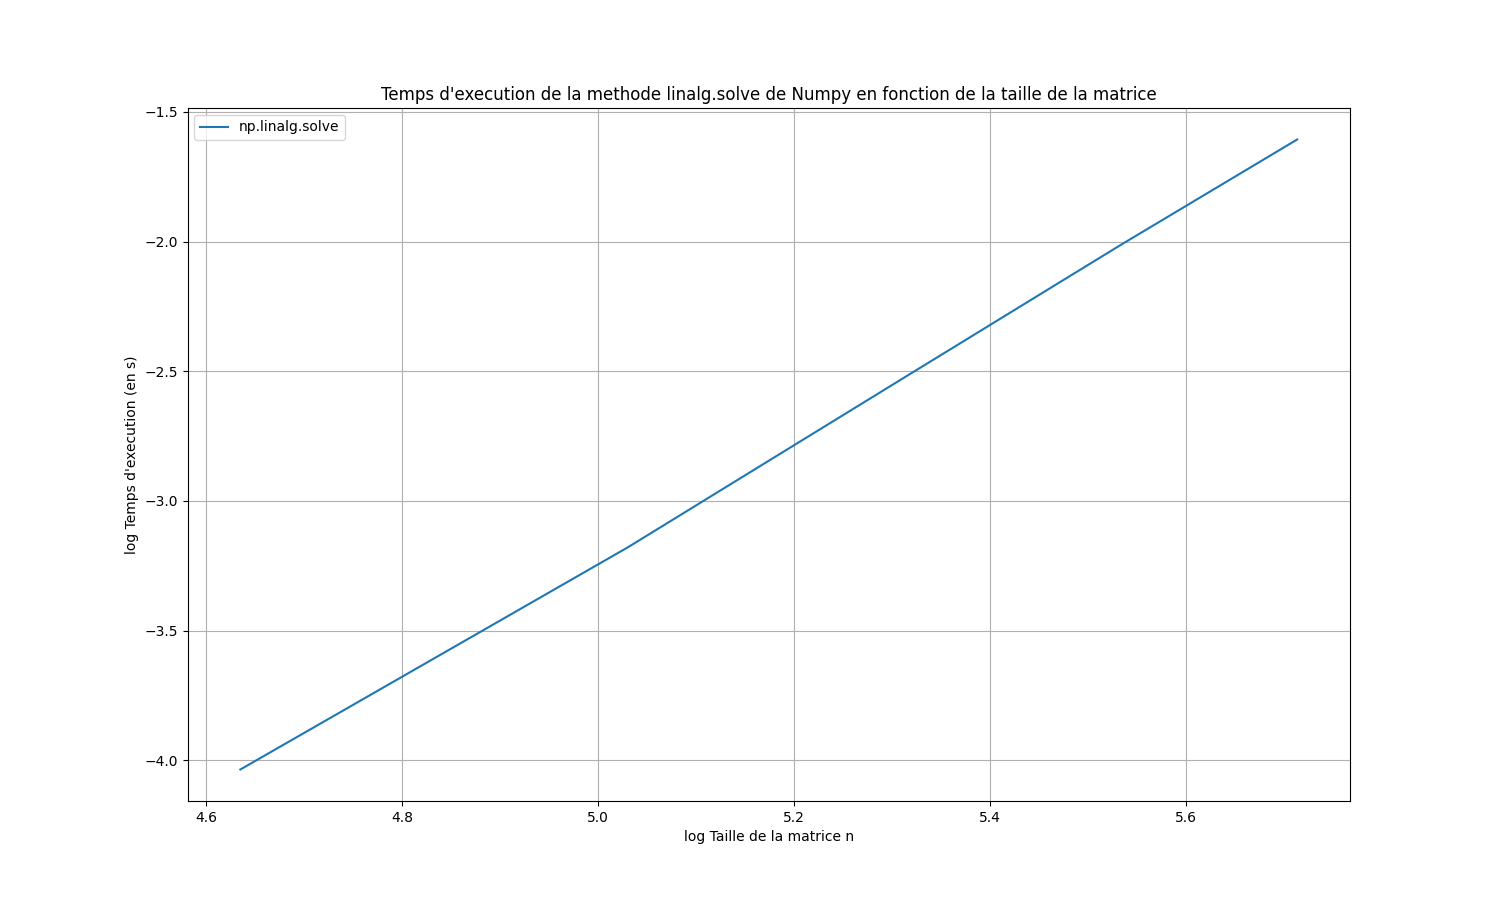 Temps d'execution de la methode linalg.solve de Numpy en fonction de la taille de la matrice
np.linalg.solve
log Temps d'execution (en s)
−1.5
−2.0
−2.5
−3.0
−3.5
−4.0
4.6 4.8 5.0 5.2 5.4 5.6
log Taille de la matrice n